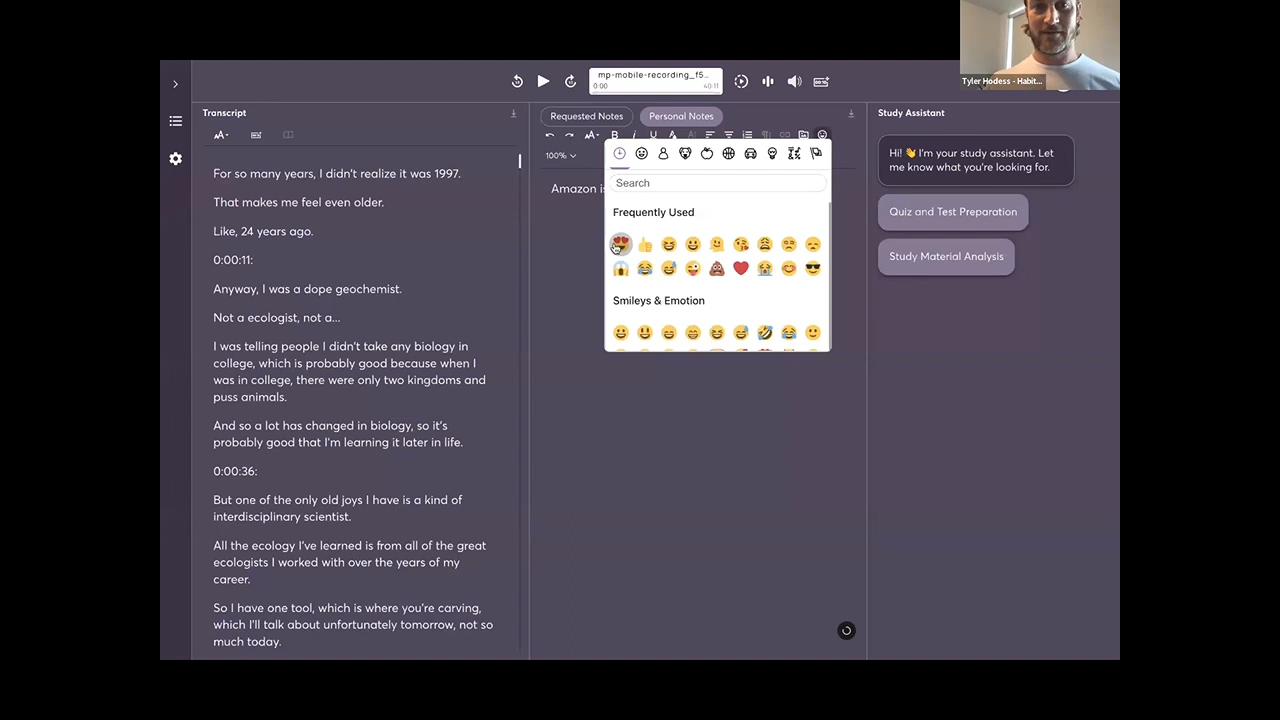 Tyler Hodess - Habit...
mp-mobile-recording_f5...
0:00
40:11
Transcript
For so many years, I didn't realize it was 1997.
That makes me feel even older.
Like, 24 years ago.
0:00:11:
Anyway, I was a dope geochemist.
Not a ecologist, not a...
I was telling people I didn't take any biology in
college, which is probably good because when I
was in college, there were only two kingdoms and
puss animals.
And so a lot has changed in biology, so it's
probably good that I'm learning it later in life.
0:00:36:
But one of the only old joys I have is a kind of
interdisciplinary scientist.
All the ecology I've learned is from all of the great
ecologists I worked with over the years of my
career.
So I have one tool, which is where you're carving,
which I'll talk about unfortunately tomorrow, not so
much today.
Requested Notes
Personal Notes
100%
Amazon is
Search
Frequently Used
Smileys & Emotion
Study Assistant
Hi! 👋 I'm your study assistant. Let
me know what you're looking for.
Quiz and Test Preparation
Study Material Analysis